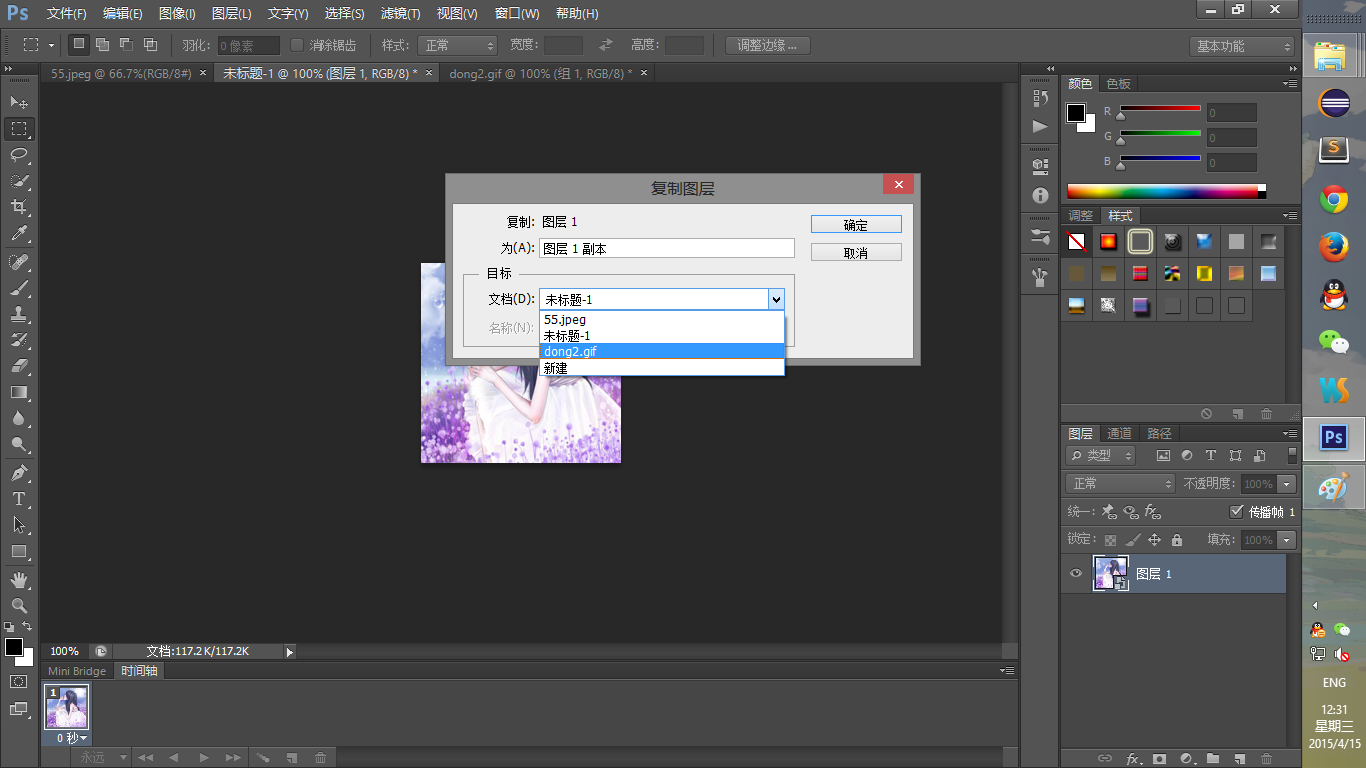 Ps 文件(F) 编辑(E) 图像(I) 图层(L) 文字(Y) 选择(S) 滤镜(T) 视图(V) 窗口(W) 帮助(H)
羽化: 0 像素 消除锯齿 样式: 正常 宽度: 高度: 调整边缘... 基本功能
55.jpeg @ 66.7%(RGB/8#) × 未标题-1 @ 100% (图层 1, RGB/8) * × dong2.gif @ 100% (组 1, RGB/8) * ×
颜色 色板
R 0
G 0
B 0
复制图层
复制: 图层 1
确定
为(A): 图层 1 副本
取消
目标
文档(D): 未标题-1
名称(N):
55.jpeg
未标题-1
dong2.gif
新建
调整 样式
图层 通道 路径
类型
正常 不透明度: 100%
统一: 传播帧 1
锁定: 填充: 100%
图层 1
100% 文档:117.2K/117.2K
Mini Bridge 时间轴
1
0 秒
永远
S
WS
Ps
ENG
12:31
星期三
2015/4/15